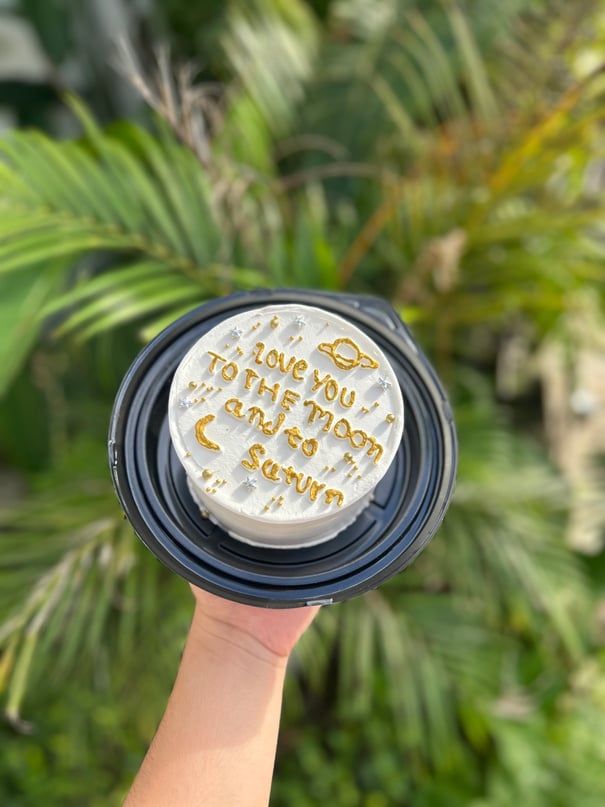 love YOU
TO THE MOON
and to
Saturn